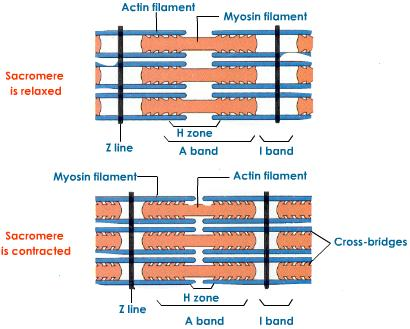 Actin filament
Myosin filament
Sacromere
is relaxed
H zone
Z line
A band
I band
Myosin filament
Actin filament
Sacromere
is contracted
Cross-bridges
H zone
Z line
A band
I band